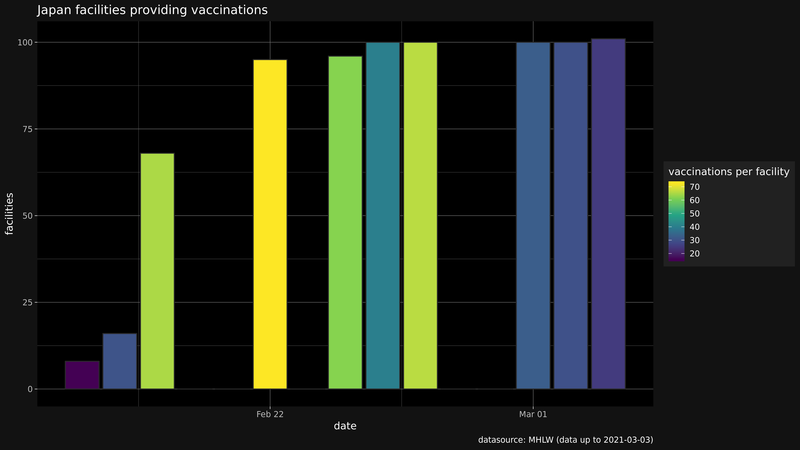 Japan facilities providing vaccinations
100
75
50
25
0
facilities
Feb 22
Mar 01
date
vaccinations per facility
70
60
50
40
30
20
datasource: MHLW (data up to 2021-03-03)